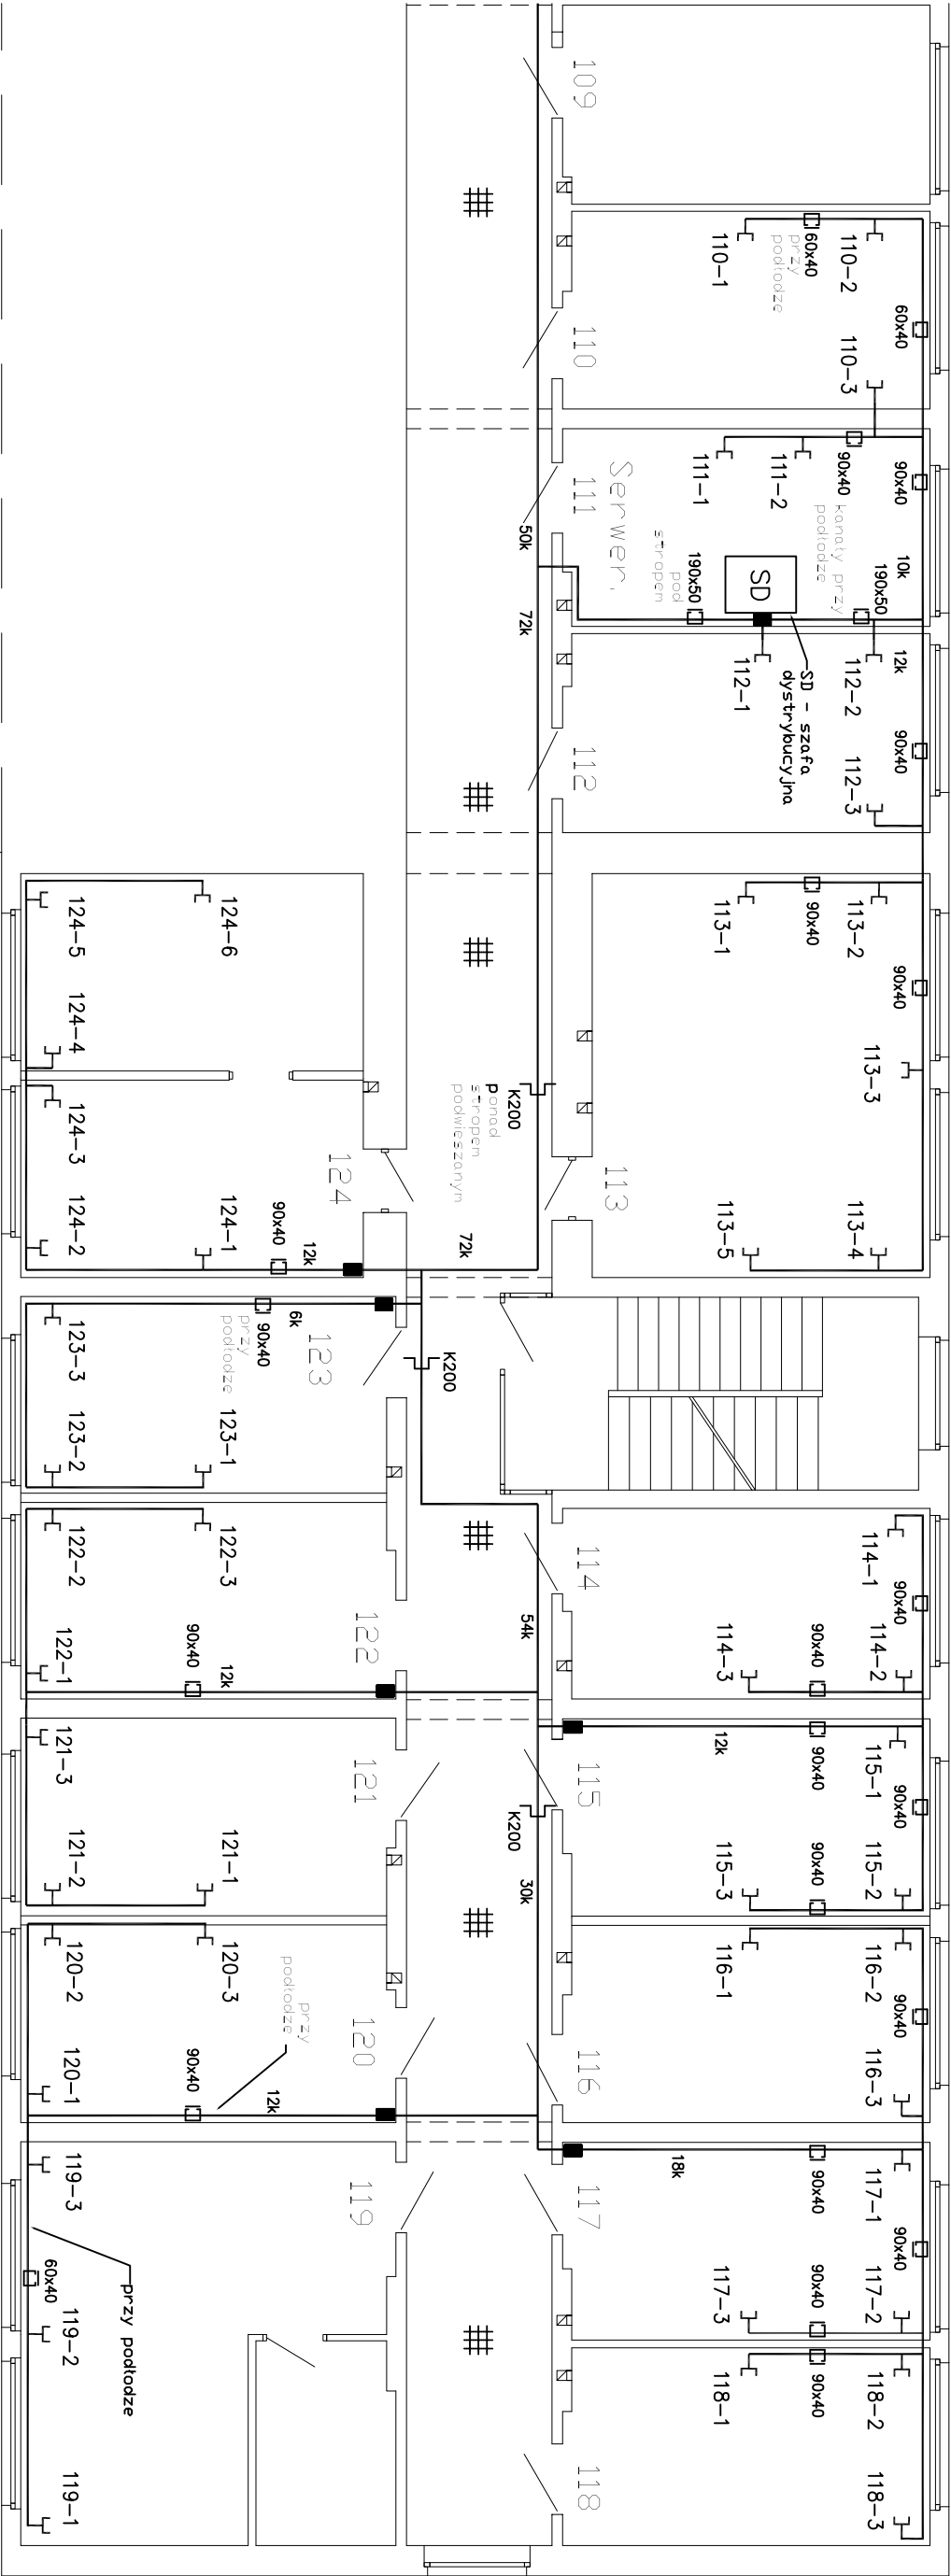 109
110-1
60x40
przy
podłodze
110-2
60x40
110-3
110
111
Serwer,
111-1
111-2
90x40
90x40
kanały przy
podłodze
10k
190x50
190x50
pod
stropem
SD
50k
72k
SD - szafa
dystrybucyjna
112-1
112-2
12k
90x40
112-3
112
113-1
90x40
113-2
90x40
113-3
113-4
113-5
113
K200
ponad
stropem
podwieszanym
72k
124-5
124-6
124-4
124-3
124-2
124-1
90x40
12k
124
123-3
90x40
6k
przy
podłodze
123
123-2
123-1
K200
122-2
122-3
122-1
90x40
12k
122
54k
114
114-1
90x40
114-2
90x40
114-3
115
12k
90x40
115-1
90x40
115-2
90x40
115-3
K200
30k
121
121-3
121-2
121-1
120-2
120-3
przy
podłodze
120
120-1
90x40
12k
116
116-1
116-2
90x40
116-3
18k
90x40
117-1
90x40
117-2
90x40
117-3
117
119
119-3
60x40
119-2
przy podłodze
119-1
118-1
90x40
118-2
118-3
118